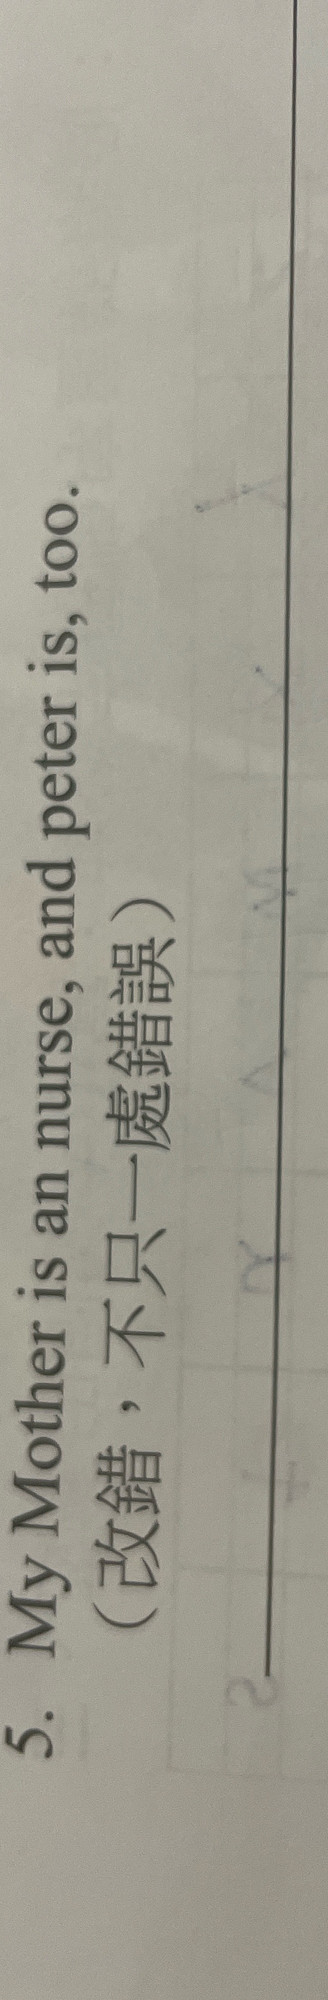 5. My Mother is an nurse, and peter is, too.
（改錯，不只一處錯誤）